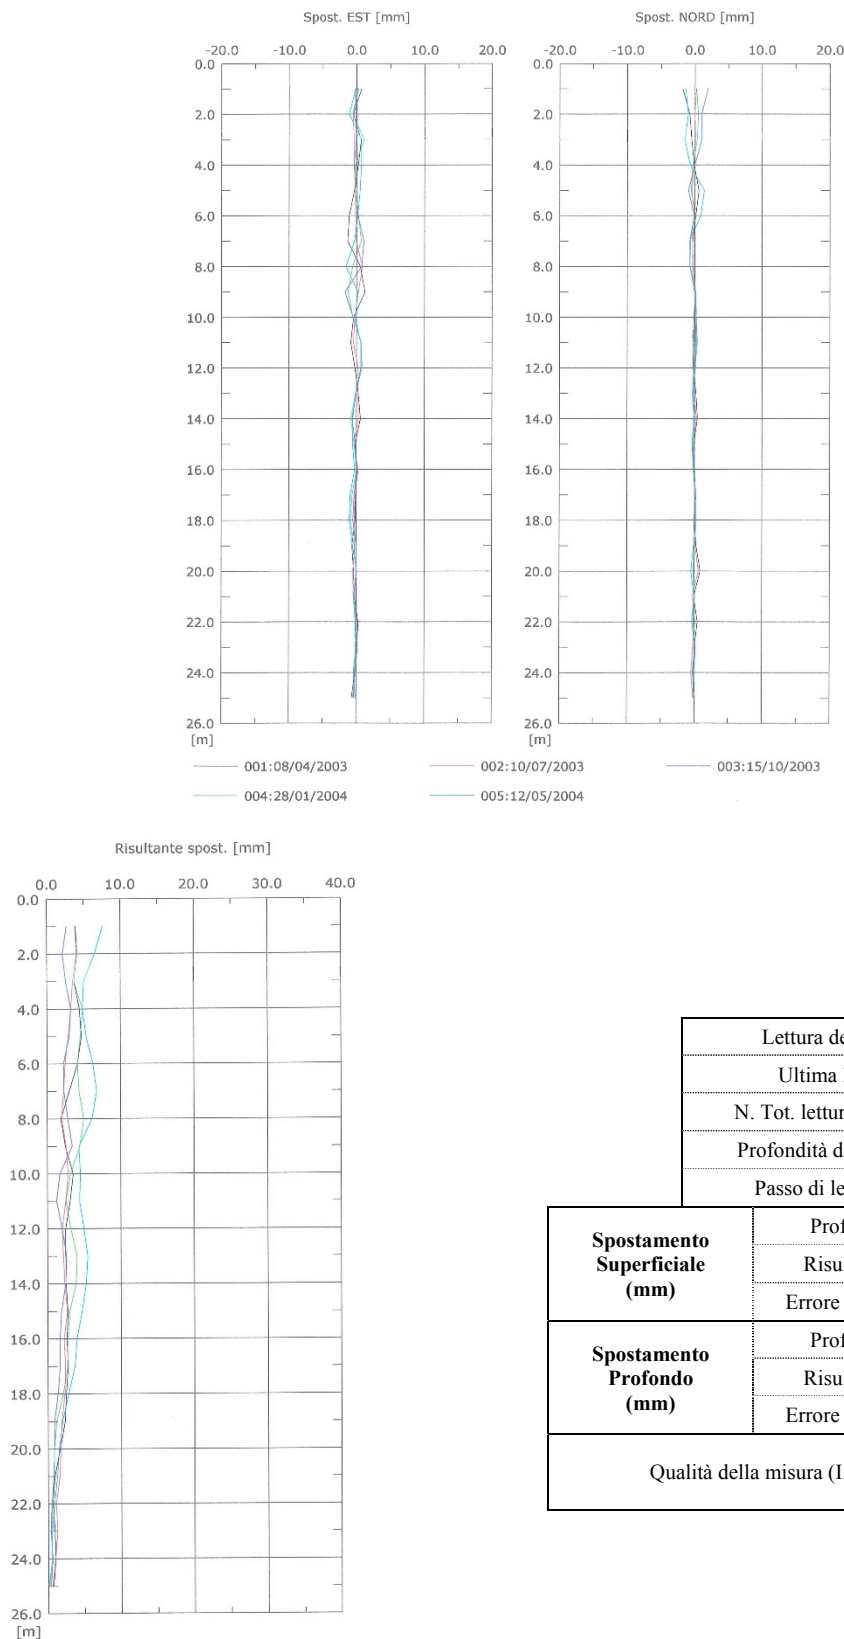 Spost. EST [mm]
-20.0 -10.0 0.0 10.0 20.0
0.0
2.0
4.0
6.0
8.0
10.0
12.0
14.0
16.0
18.0
20.0
22.0
24.0
26.0
[m]
Spost. NORD [mm]
-20.0 -10.0 0.0 10.0 20.0
0.0
2.0
4.0
6.0
8.0
10.0
12.0
14.0
16.0
18.0
20.0
22.0
24.0
26.0
[m]
001:08/04/2003 002:10/07/2003 003:15/10/2003
004:28/01/2004 005:12/05/2004
Risultante spost. [mm]
0.0 10.0 20.0 30.0 40.0
0.0
2.0
4.0
6.0
8.0
10.0
12.0
14.0
16.0
18.0
20.0
22.0
24.0
26.0
[m]
Lettura de
Ultima
N. Tot. lettur
Profondità d
Passo di le
Spostamento
Superficiale
(mm)
Prof
Risul
Errore
Spostamento
Profondo
(mm)
Prof
Risul
Errore
Qualità della misura (I